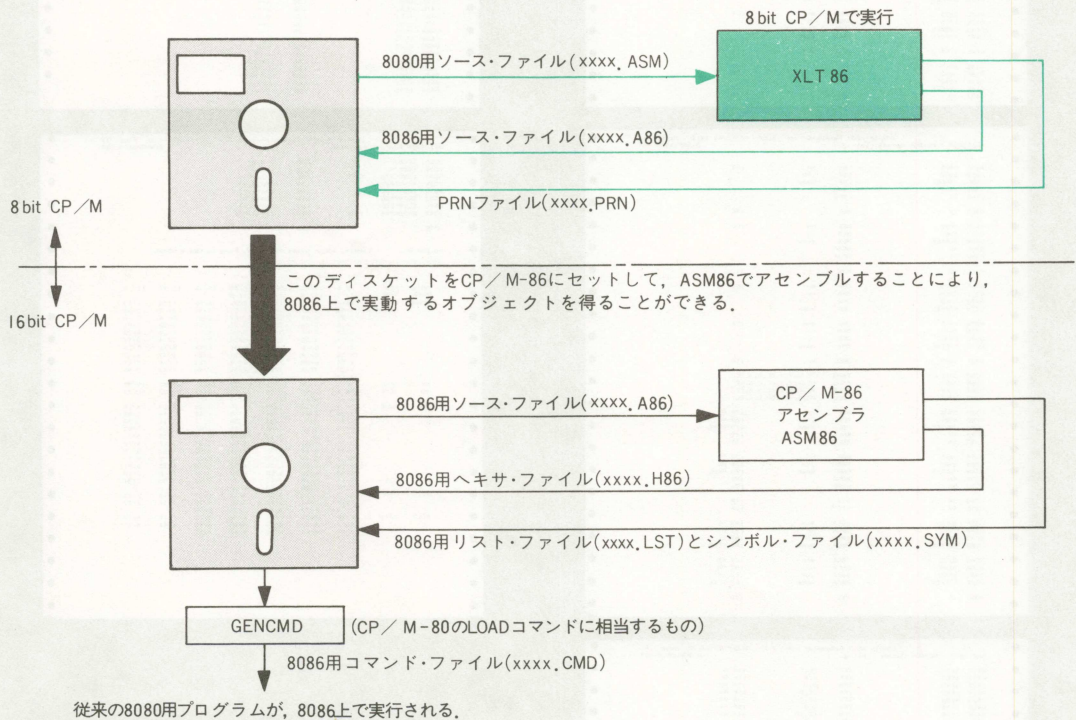 8bit CP／Mで実行
8080用ソース・ファイル(xxxx．ASM)
XLT 86
8086用ソース・ファイル(xxxx．A86)
PRNファイル(xxxx．PRN)
8bit CP／M
16bit CP／M
このディスケットをCP／M-86にセットして，ASM86でアセンブルすることにより，
8086上で実動するオブジェクトを得ることができる．
8086用ソース・ファイル(xxxx．A86)
CP／M-86
アセンブラ
ASM86
8086用ヘキサ・ファイル(xxxx．H86)
8086用リスト・ファイル(xxxx．LST)とシンボル・ファイル(xxxx．SYM)
GENCMD
(CP／M-80のLOADコマンドに相当するもの)
8086用コマンド・ファイル(xxxx．CMD)
従来の8080用プログラムが，8086上で実行される．